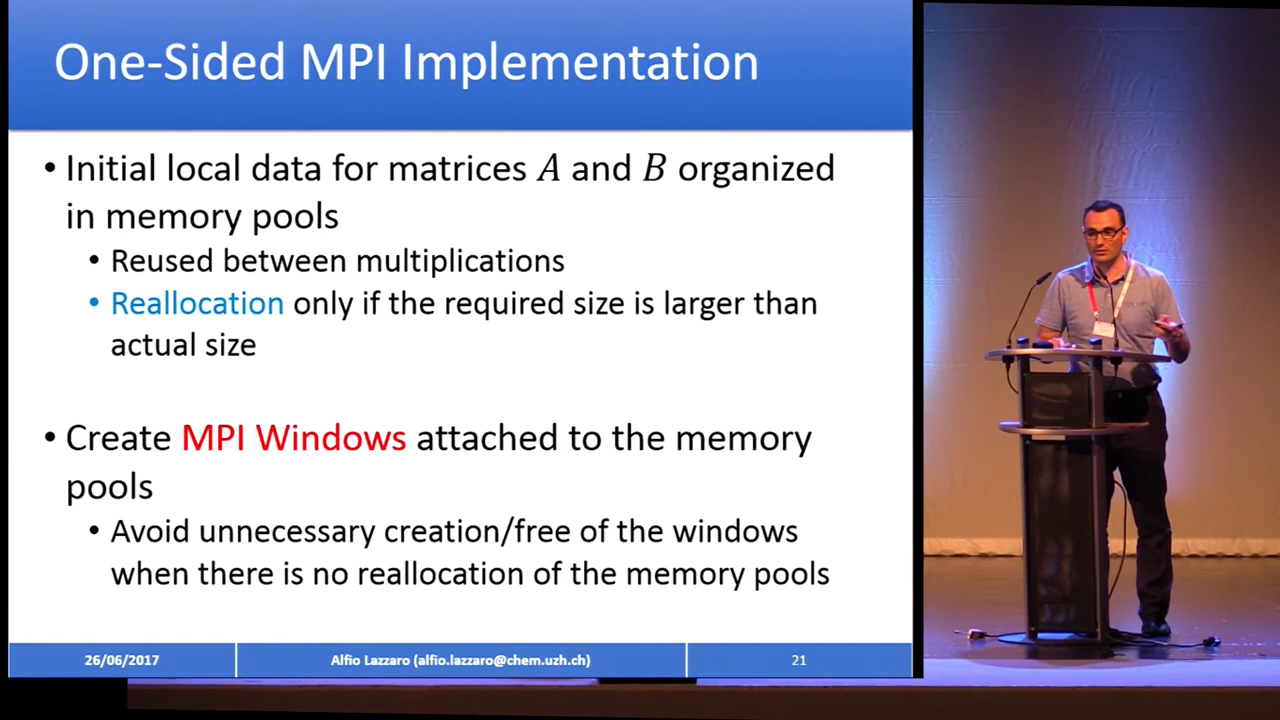 One-Sided MPI Implementation
• Initial local data for matrices A and B organized
in memory pools
• Reused between multiplications
• Reallocation only if the required size is larger than
actual size
• Create MPI Windows attached to the memory
pools
• Avoid unnecessary creation/free of the windows
when there is no reallocation of the memory pools
26/06/2017
Alfio Lazzaro (alfio.lazzaro@chem.uzh.ch)
21